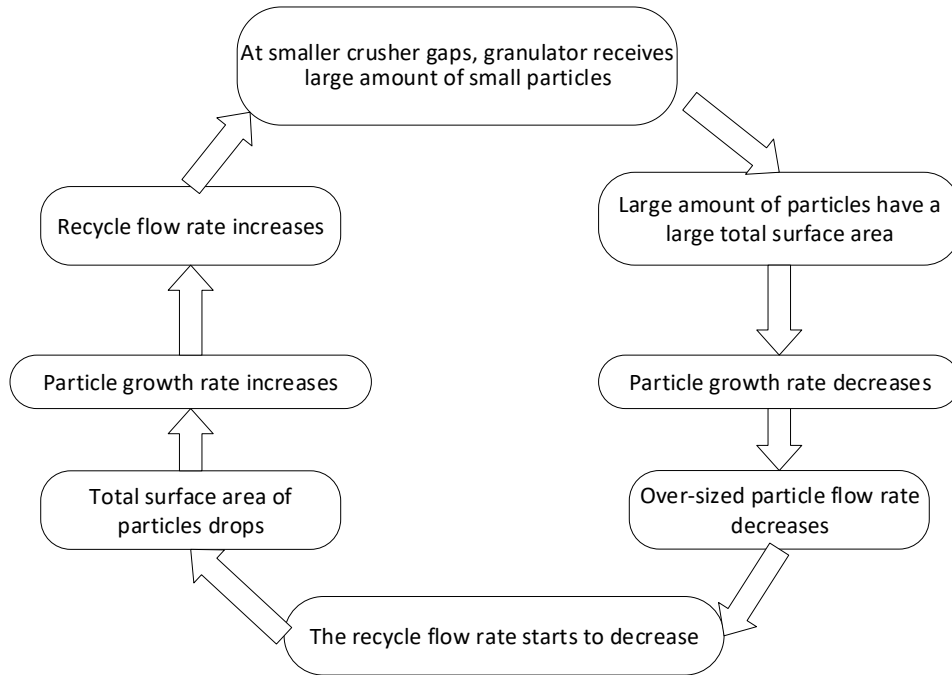 At smaller crusher gaps, granulator receives
large amount of small particles
Large amount of particles have a
large total surface area
Particle growth rate decreases
Over-sized particle flow rate
decreases
The recycle flow rate starts to decrease
Total surface area of
particles drops
Particle growth rate increases
Recycle flow rate increases